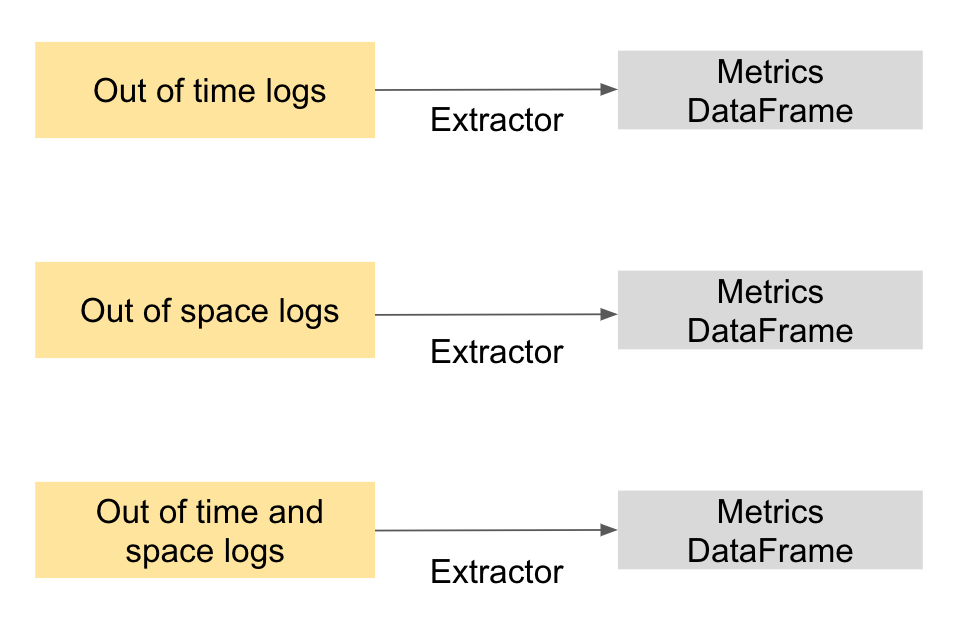 Out of time logs
Extractor
Metrics
DataFrame
Out of space logs
Extractor
Metrics
DataFrame
Out of time and
space logs
Extractor
Metrics
DataFrame